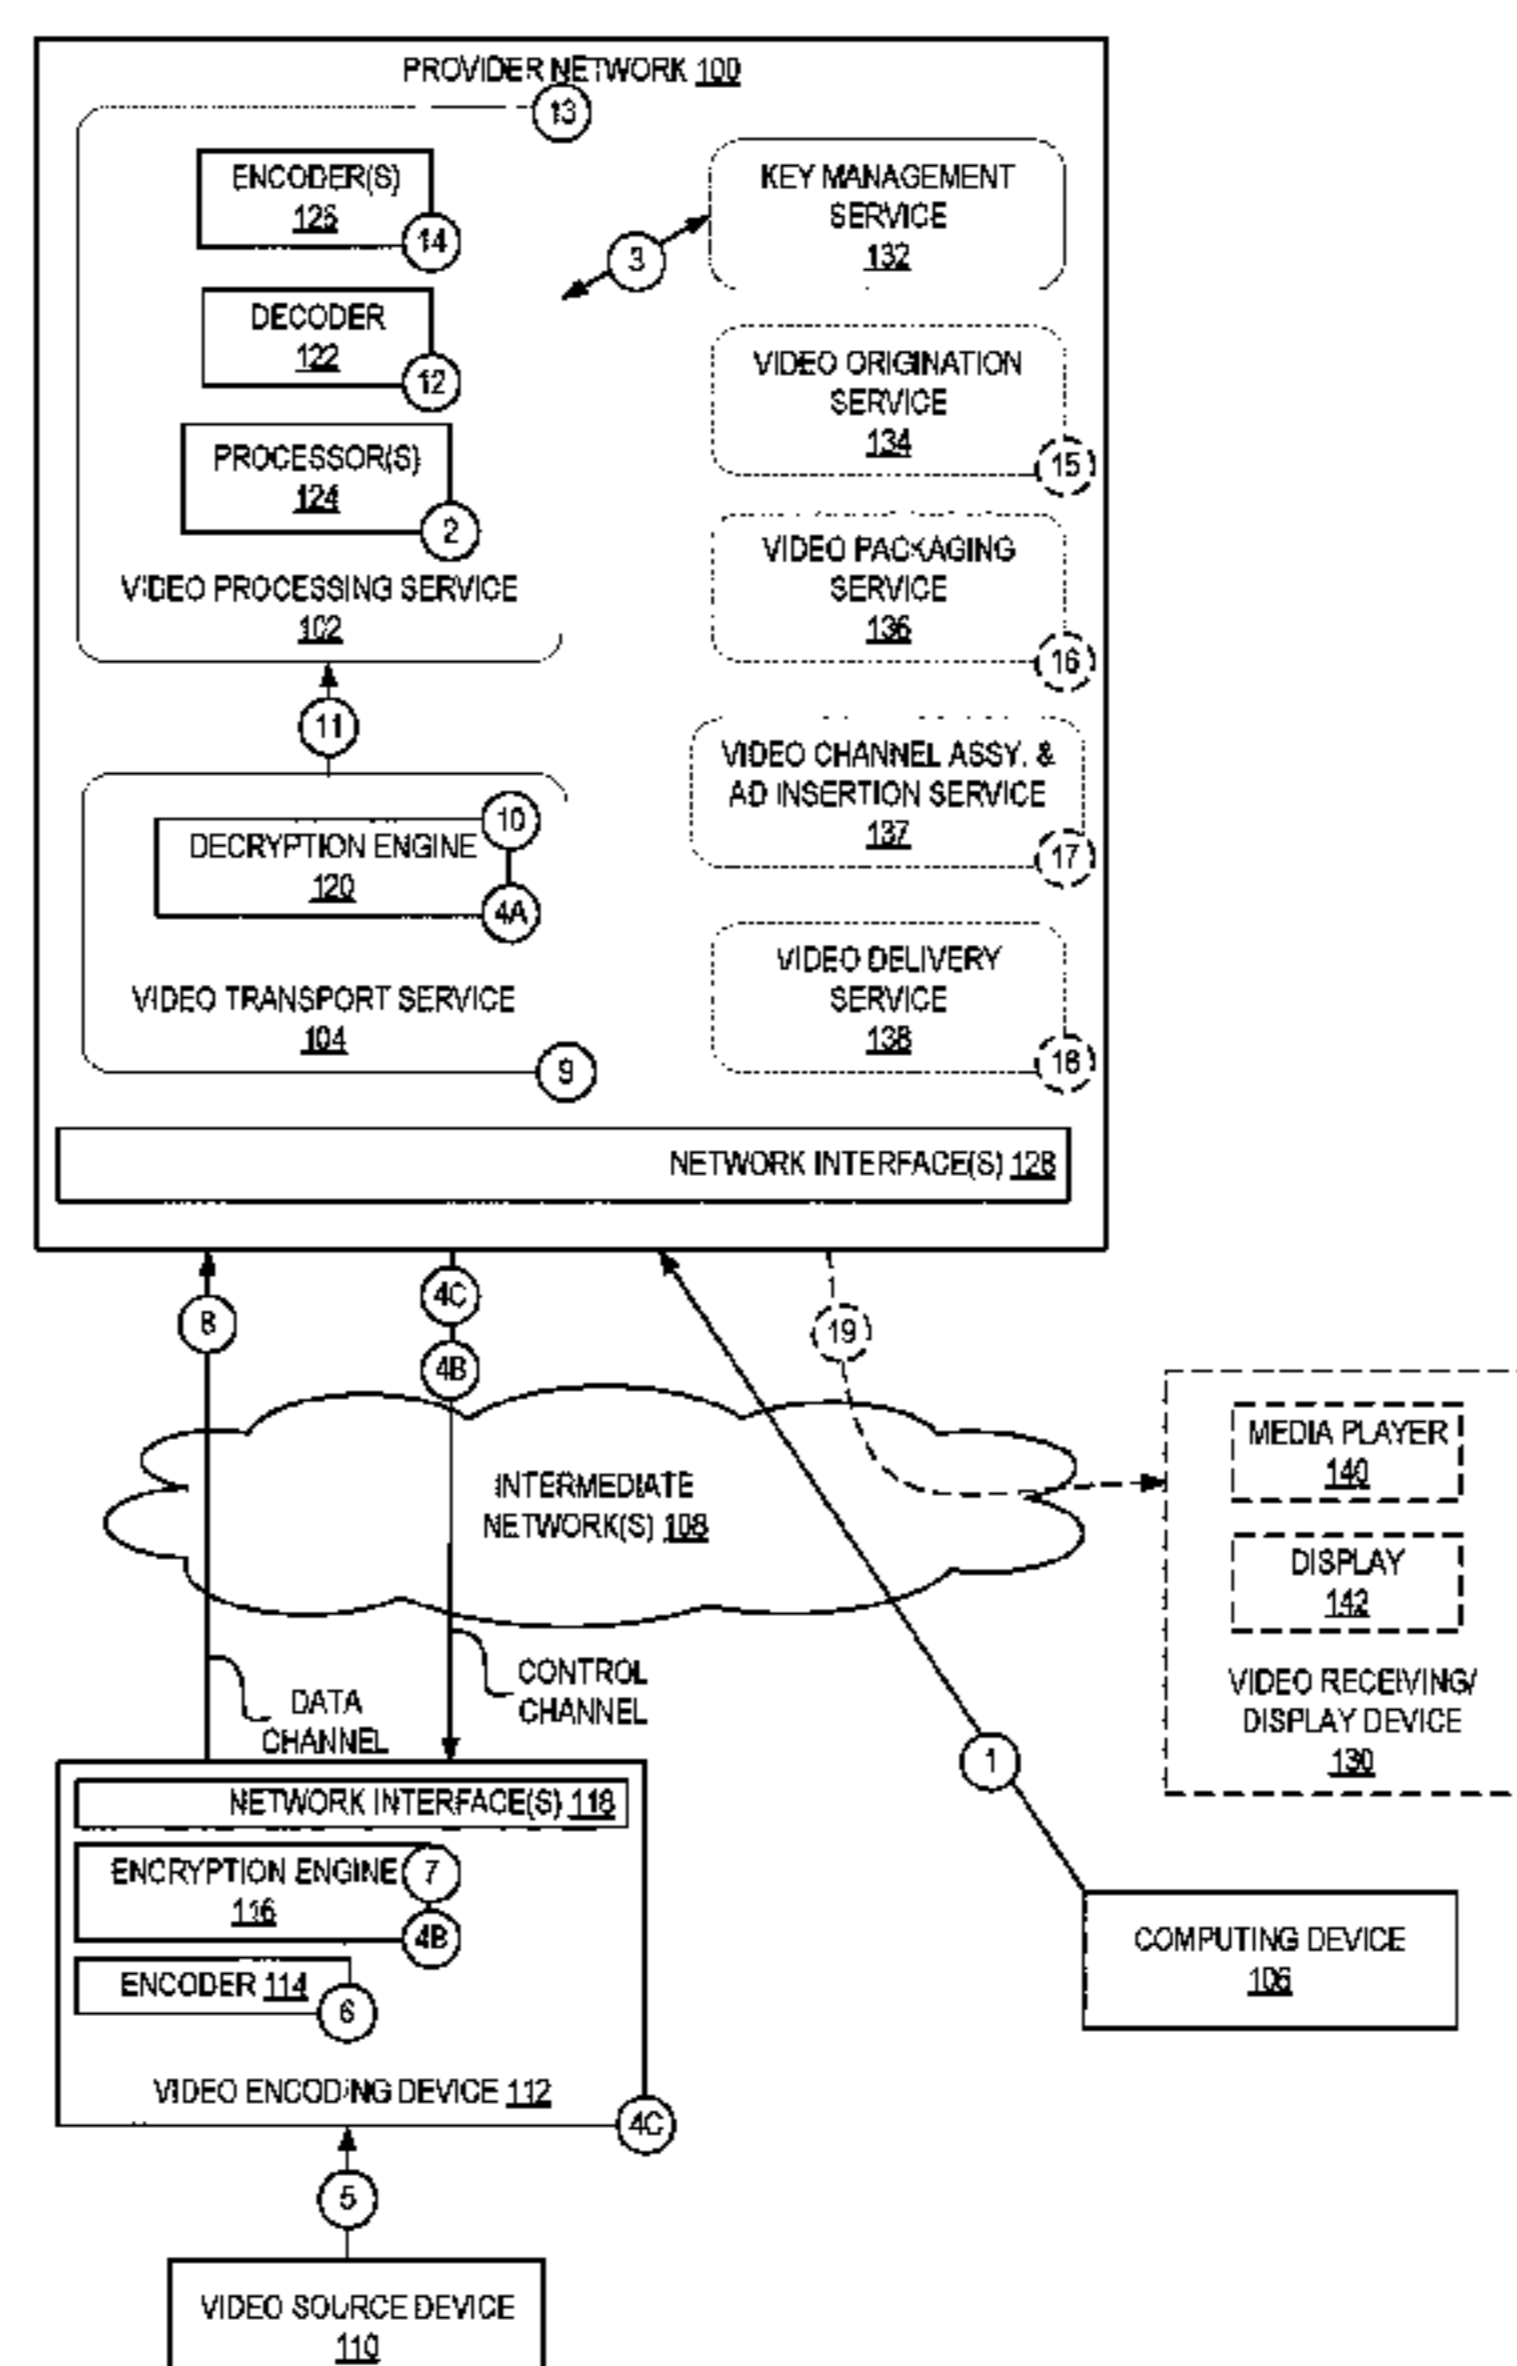 PROVIDER NETWORK 100
13
ENCODER(S)
126
14
DECODER
122
12
PROCESSOR(S)
124
2
VIDEO PROCESSING SERVICE
102
3
KEY MANAGEMENT
SERVICE
132
VIDEO ORIGINATION
SERVICE
134
15
VIDEO PACKAGING
SERVICE
136
16
11
VIDEO CHANNEL ASSY. &
AD INSERTION SERVICE
137
17
10
DECRYPTION ENGINE
120
4A
VIDEO TRANSPORT SERVICE
104
9
VIDEO DELIVERY
SERVICE
138
18
NETWORK INTERFACE(S) 128
8
4C
4B
19
INTERMEDIATE
NETWORK(S) 108
MEDIA PLAYER
140
DISPLAY
142
VIDEO RECEIVING/
DISPLAY DEVICE
130
DATA
CHANNEL
CONTROL
CHANNEL
1
NETWORK INTERFACE(S) 118
ENCRYPTION ENGINE
116
7
4B
ENCODER 114
6
VIDEO ENCODING DEVICE 112
4C
COMPUTING DEVICE
106
5
VIDEO SOURCE DEVICE
110